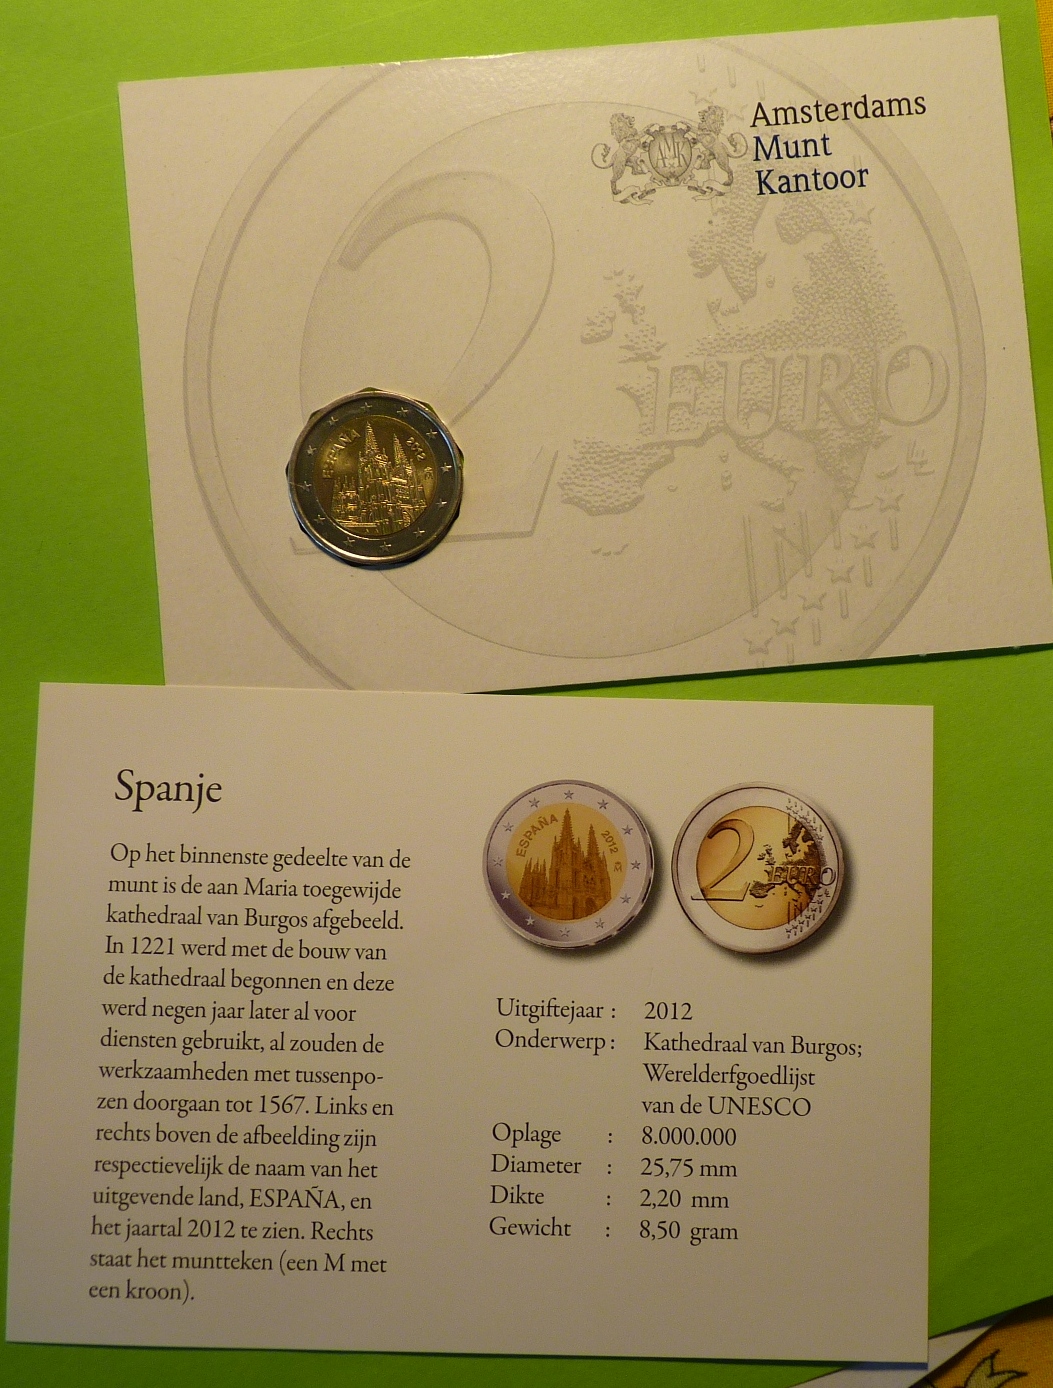 Amsterdams
Munt
Kantoor
AMK
2 EURO
ESPAÑA 2012
Spanje
Op het binnenste gedeelte van de
munt is de aan Maria toegewijde
kathedraal van Burgos afgebeeld.
In 1221 werd met de bouw van
de kathedraal begonnen en deze
werd negen jaar later al voor
diensten gebruikt, al zouden de
werkzaamheden met tussenpo-
zen doorgaan tot 1567. Links en
rechts boven de afbeelding zijn
respectievelijk de naam van het
uitgevende land, ESPAÑA, en
het jaartal 2012 te zien. Rechts
staat het muntteken (een M met
een kroon).
ESPAÑA 2012
2 EURO
Uitgiftejaar : 2012
Onderwerp : Kathedraal van Burgos;
Werelderfgoedlijst
van de UNESCO
Oplage : 8.000.000
Diameter : 25,75 mm
Dikte : 2,20 mm
Gewicht : 8,50 gram